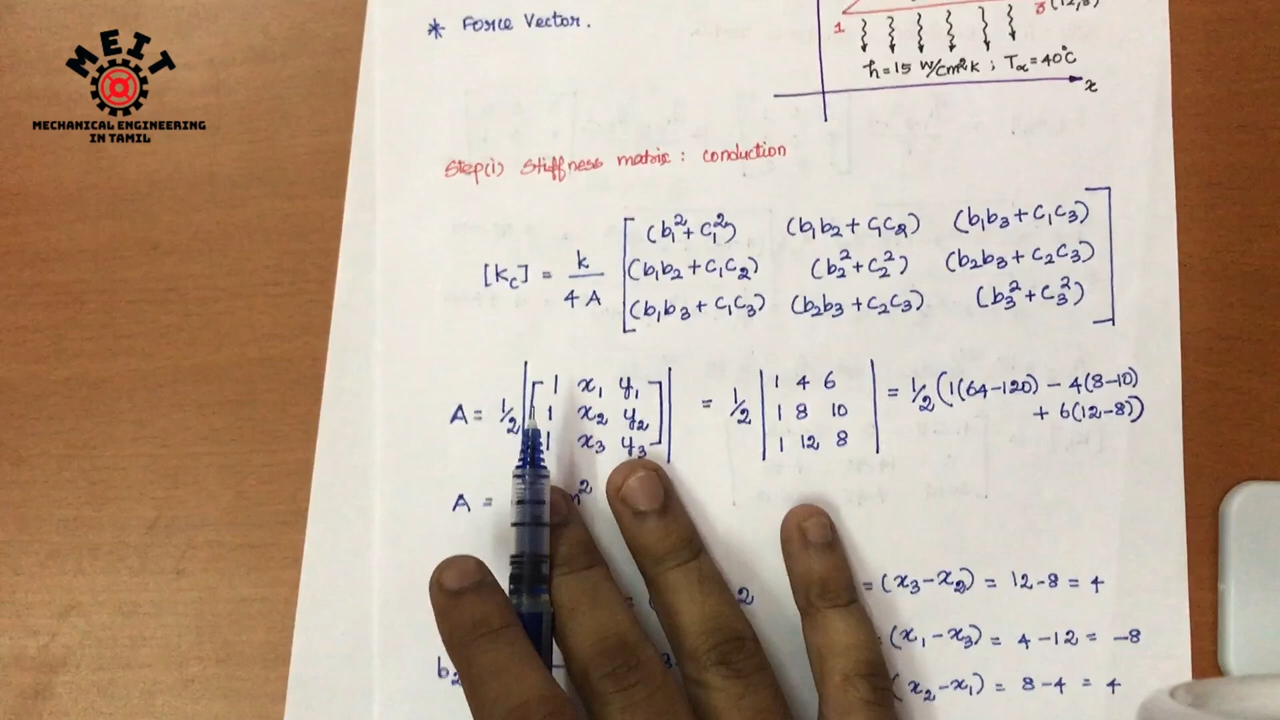 MEIT
MECHANICAL ENGINEERING
IN TAMIL
* Force Vector.
1
3 (12,8)
h = 15 W/cm²K ; T∝ = 40°C
x
Step(i) Stiffness matrix : conduction
[Kc] = k/4A [ (b₁² + c₁²) (b₁b₂ + c₁c₂) (b₁b₃ + c₁c₃)
(b₁b₂ + c₁c₂) (b₂² + c₂²) (b₂b₃ + c₂c₃)
(b₁b₃ + c₁c₃) (b₂b₃ + c₂c₃) (b₃² + c₃²) ]
A = 1/2 |[ 1 x₁ y₁ ; 1 x₂ y₂ ; 1 x₃ y₃ ]| = 1/2 | 1 4 6 ; 1 8 10 ; 1 12 8 | = 1/2 (1(64-120) - 4(8-10)
+ 6(12-8))
A =
2 = (x₃ - x₂) = 12 - 8 = 4
(x₁ - x₃) = 4 - 12 = -8
b₂ (x₂ - x₁) = 8 - 4 = 4